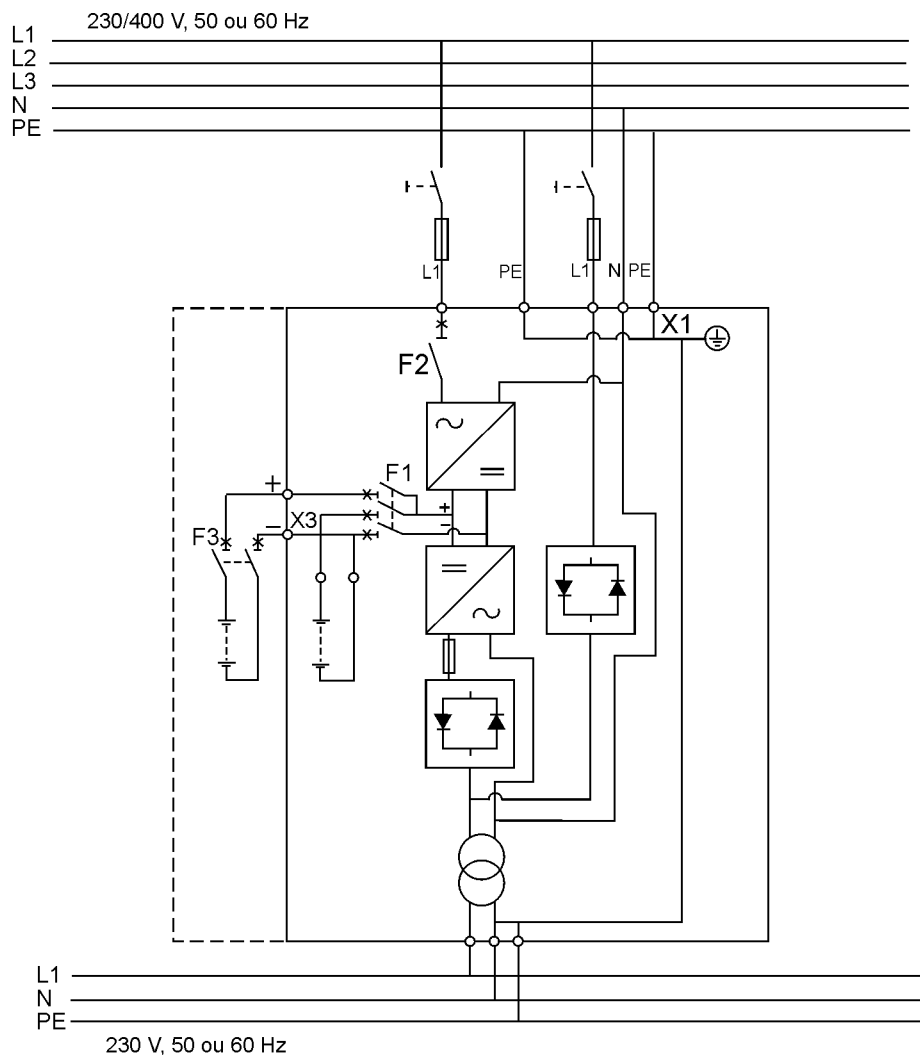 230/400 V, 50 ou 60 Hz
L1
L2
L3
N
PE
L1
PE
L1
N
PE
X1
F2
F1
+
+
−
X3
−
F3
L1
N
PE
230 V, 50 ou 60 Hz